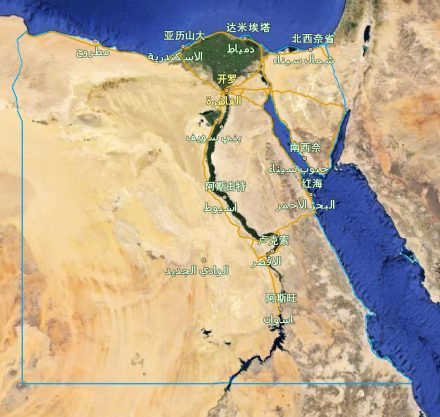 亚历山大
الاسكندرية
达米埃塔
دمياط
北西奈省
شمال سيناء
مطروح
开罗
القاهرة
بني سويف
南西奈
جنوب سيناء
红海
البحر الأحمر
阿斯由特
أسيوط
卢克索
الأقصر
الوادي الجديد
阿斯旺
أسوان